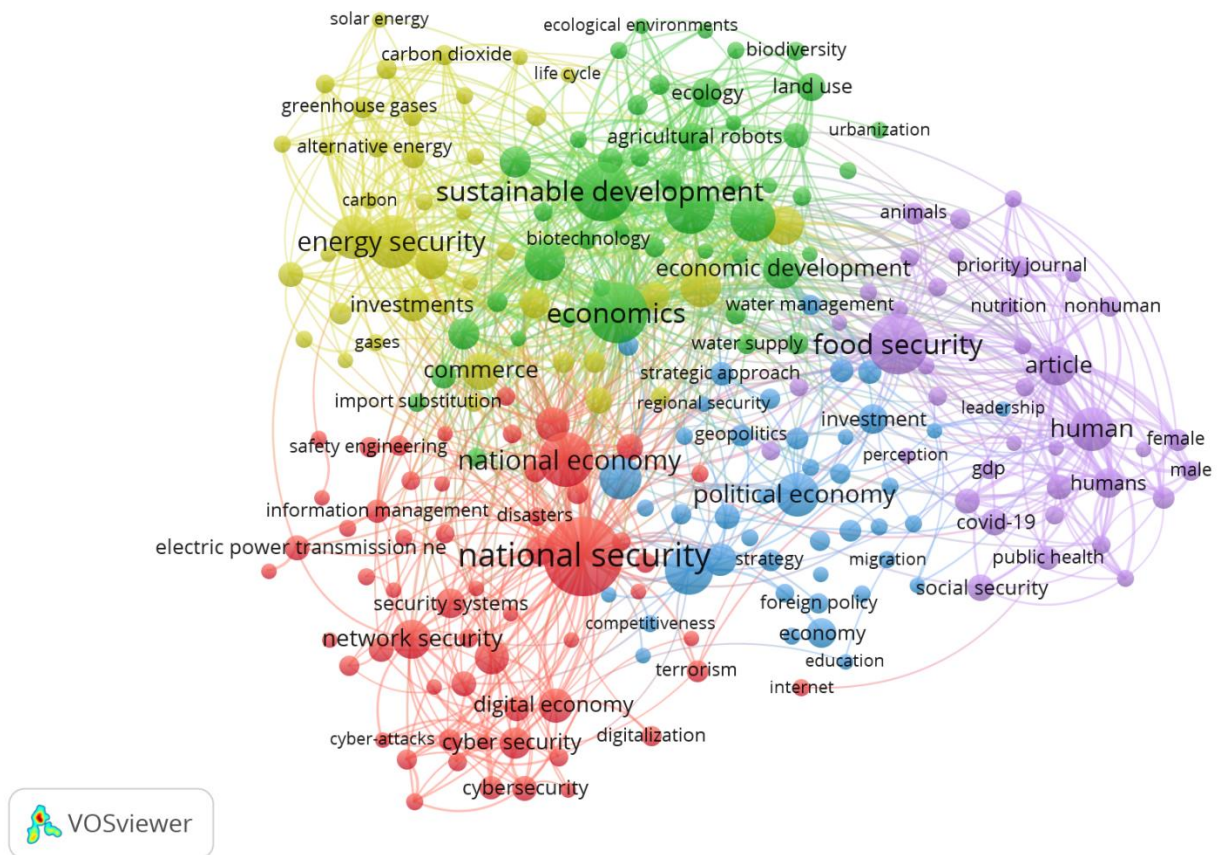 solar energy
ecological environments
carbon dioxide
biodiversity
life cycle
ecology
land use
greenhouse gases
agricultural robots
urbanization
alternative energy
sustainable development
carbon
animals
energy security
biotechnology
economic development
priority journal
investments
water management
nutrition
nonhuman
economics
gases
water supply
food security
commerce
strategic approach
article
import substitution
regional security
leadership
investment
safety engineering
geopolitics
human
female
national economy
perception
gdp
male
political economy
humans
information management
disasters
covid-19
electric power transmission ne
national security
strategy
migration
public health
social security
security systems
foreign policy
network security
competitiveness
economy
education
terrorism
internet
digital economy
cyber-attacks
cyber security
digitalization
cybersecurity
VOSviewer